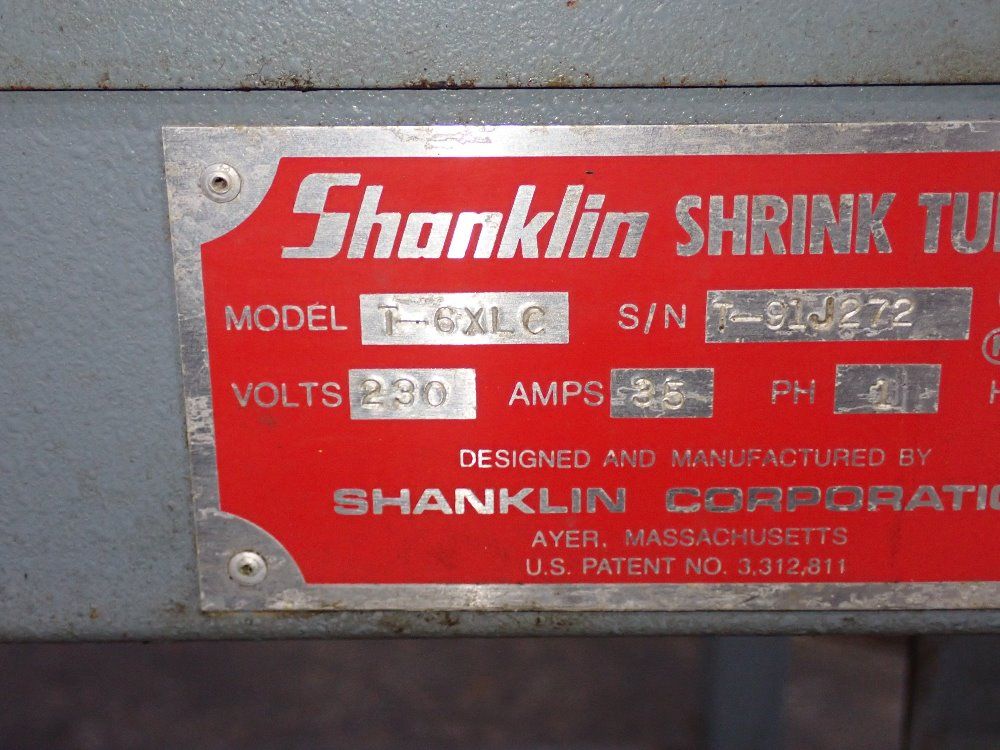 Shanklin SHRINK TU
MODEL T-6XLC S/N T-91J272
VOLTS 230 AMPS 35 PH 1 H
DESIGNED AND MANUFACTURED BY
SHANKLIN CORPORATIO
AYER, MASSACHUSETTS
U.S. PATENT NO. 3,312,811